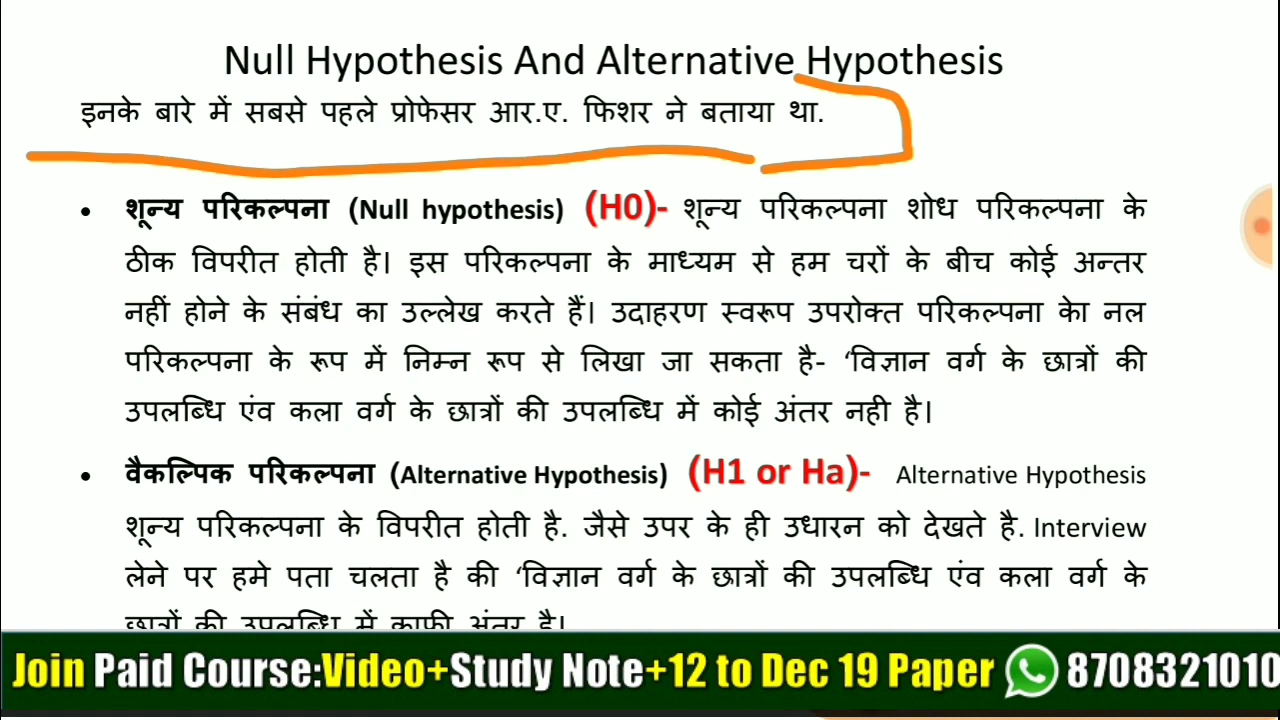 Null Hypothesis And Alternative Hypothesis
इनके बारे में सबसे पहले प्रोफेसर आर.ए. फिशर ने बताया था.
• शून्य परिकल्पना (Null hypothesis) (H0)- शून्य परिकल्पना शोध परिकल्पना के
ठीक विपरीत होती है। इस परिकल्पना के माध्यम से हम चरों के बीच कोई अन्तर
नहीं होने के संबंध का उल्लेख करते हैं। उदाहरण स्वरूप उपरोक्त परिकल्पना केा नल
परिकल्पना के रूप में निम्न रूप से लिखा जा सकता है- ‘विज्ञान वर्ग के छात्रों की
उपलब्धि एंव कला वर्ग के छात्रों की उपलब्धि में कोई अंतर नही है।
• वैकल्पिक परिकल्पना (Alternative Hypothesis) (H1 or Ha)- Alternative Hypothesis
शून्य परिकल्पना के विपरीत होती है. जैसे उपर के ही उधारन को देखते है. Interview
लेने पर हमे पता चलता है की ‘विज्ञान वर्ग के छात्रों की उपलब्धि एंव कला वर्ग के
छात्रों की उपलब्धि में काफी अंतर है।
Join Paid Course:Video+Study Note+12 to Dec 19 Paper 8708321010